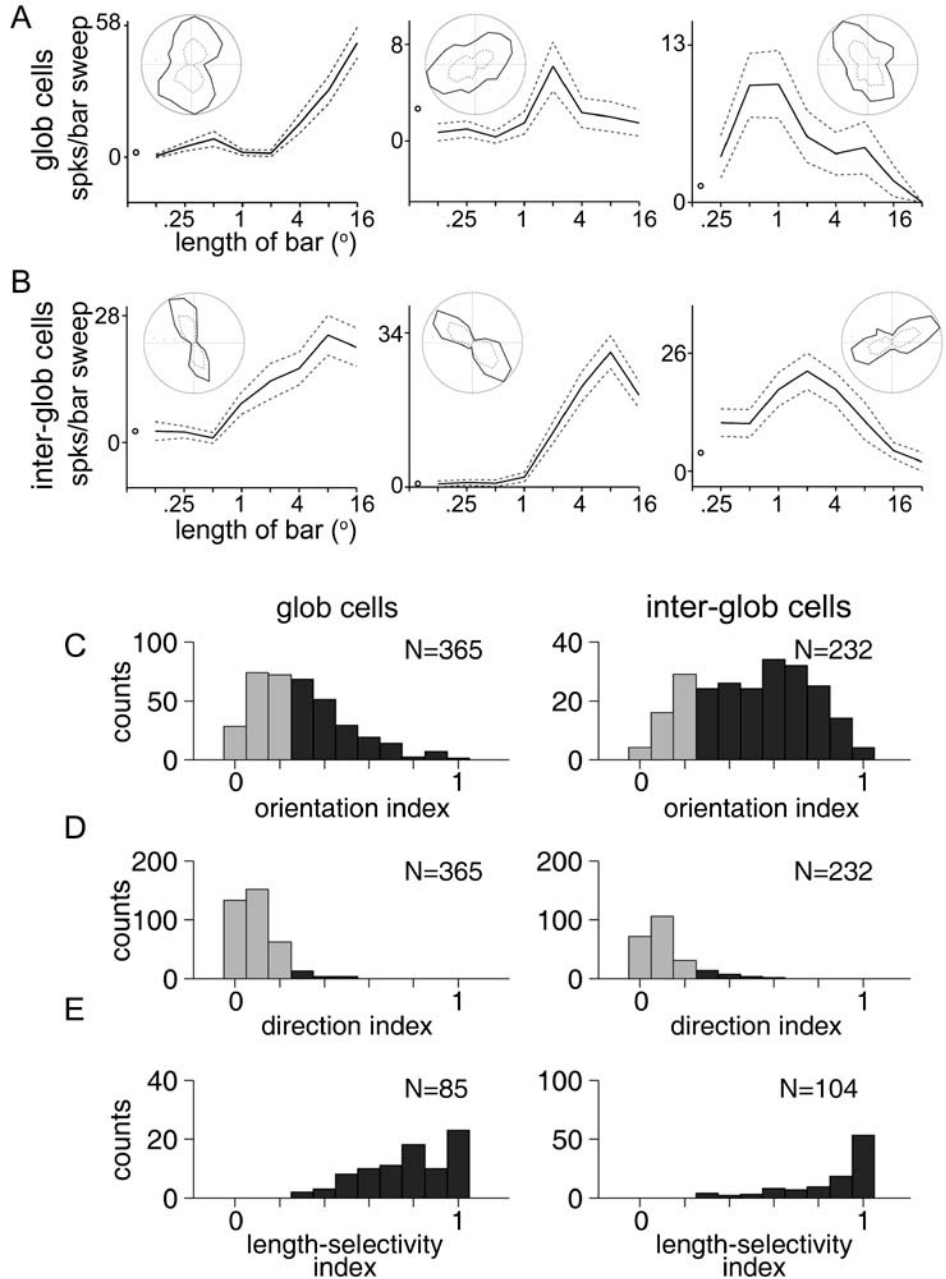 A
glob cells
spks/bar sweep
58
0
8
0
13
0
.25 1 4 16
.25 1 4 16
.25 1 4 16
length of bar (º)
B
inter-glob cells
spks/bar sweep
28
0
34
0
26
0
.25 1 4 16
.25 1 4 16
.25 1 4 16
length of bar (º)
glob cells
inter-glob cells
C
counts
100
50
0
N=365
0 1
orientation index
40
20
0
N=232
0 1
orientation index
D
counts
200
100
0
N=365
0 1
direction index
200
100
0
N=232
0 1
direction index
E
counts
40
20
0
N=85
0 1
length-selectivity
index
100
50
0
N=104
0 1
length-selectivity
index